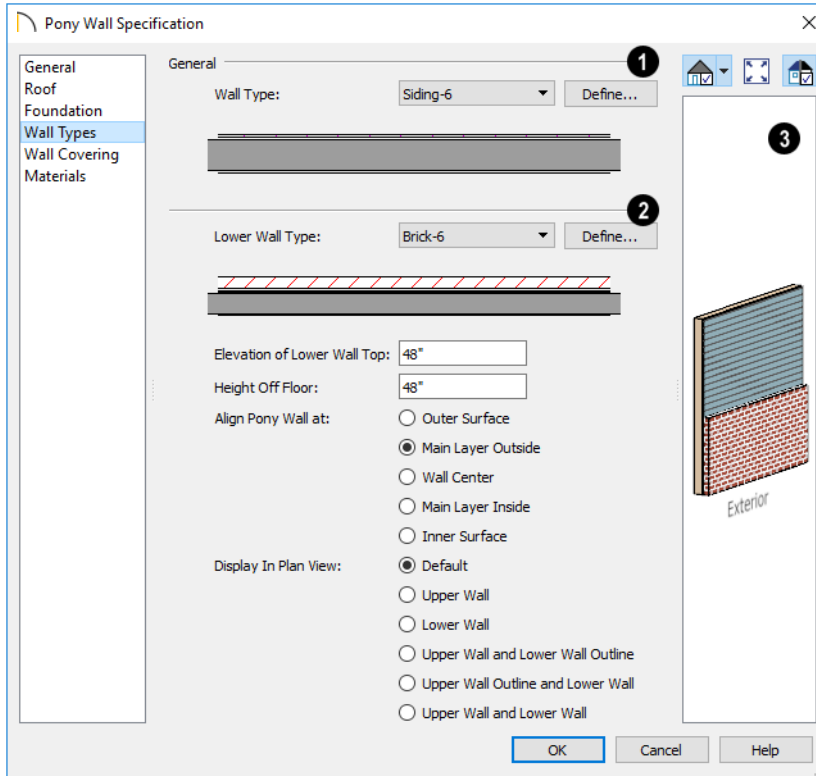 Pony Wall Specification
General
Roof
Foundation
Wall Types
Wall Covering
Materials
General
1
Wall Type:
Siding-6
Define...
2
Lower Wall Type:
Brick-6
Define...
Elevation of Lower Wall Top:
48"
Height Off Floor:
48"
Align Pony Wall at:
Outer Surface
Main Layer Outside
Wall Center
Main Layer Inside
Inner Surface
Display In Plan View:
Default
Upper Wall
Lower Wall
Upper Wall and Lower Wall Outline
Upper Wall Outline and Lower Wall
Upper Wall and Lower Wall
3
Exterior
OK
Cancel
Help